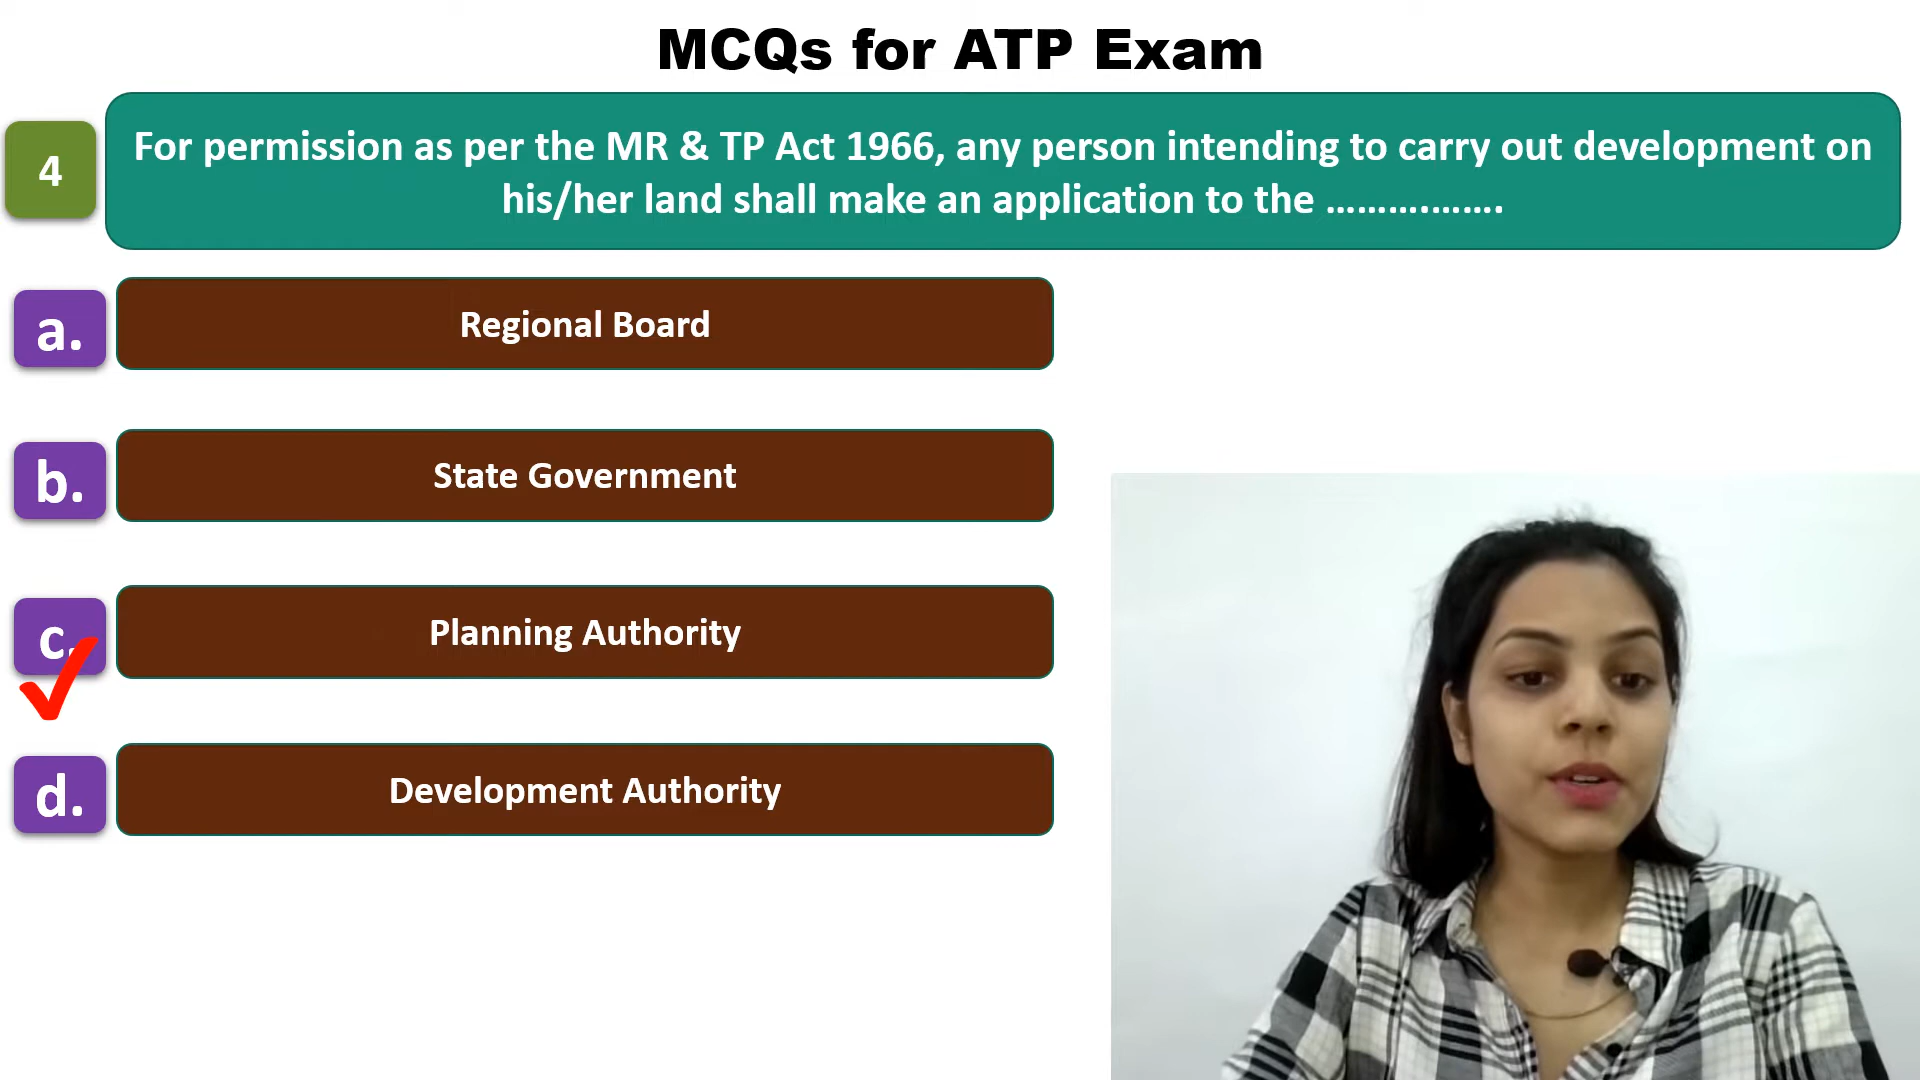 MCQs for ATP Exam
4
For permission as per the MR & TP Act 1966, any person intending to carry out development on
his/her land shall make an application to the ……….…….
a.
Regional Board
b.
State Government
c.
Planning Authority
d.
Development Authority